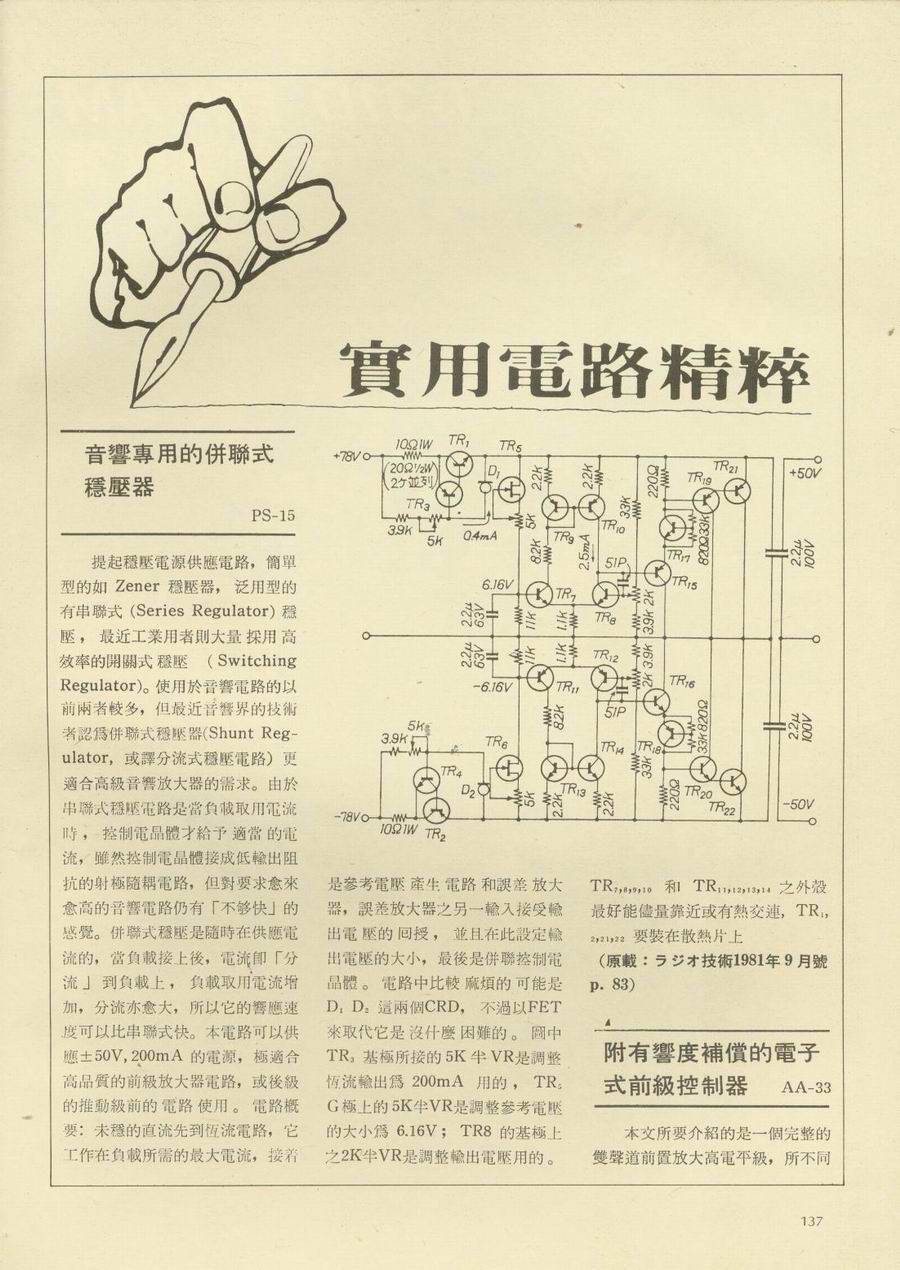 實用電路精粹
音響專用的併聯式
穩壓器
PS-15
提起穩壓電源供應電路，簡單
型的如 Zener 穩壓器，泛用型的
有串聯式 (Series Regulator) 穩
壓，最近工業用者則大量採用高
效率的開關式穩壓 (Switching
Regulator)。使用於音響電路的以
前兩者較多，但最近音響界的技術
者認爲併聯式穩壓器(Shunt Reg-
ulator, 或譯分流式穩壓電路) 更
適合高級音響放大器的需求。由於
串聯式穩壓電路是當負載取用電流
時，控制電晶體才給予適當的電
流，雖然控制電晶體接成低輸出阻
抗的射極隨耦電路，但對要求愈來
愈高的音響電路仍有「不够快」的
感覺。併聯式穩壓是隨時在供應電
流的，當負載接上後，電流卽「分
流」到負載上，負載取用電流增
加，分流亦愈大，所以它的響應速
度可以比串聯式快。本電路可以供
應±50V, 200mA 的電源，極適合
高品質的前級放大器電路，或後級
的推動級前的電路使用。電路概
要：未穩的直流先到恆流電路，它
工作在負載所需的最大電流，接着
+78V
10Ω1W
(20Ω½W
2ケ並列)
TR1
TR3
3.9k
5K
D1
0.4mA
TR5
5k
2.2k
2.2k
TR9
TR10
8.2k
2.5mA
33k
220Ω
TR19
TR21
TR17
820Ω
33k
+50V
2.2μ
100V
51P
TR15
6.16V
TR7
TR8
2k
3.9k
2.2μ
63V
11k
1.1k
2.2μ
63V
11k
1.1k
-6.16V
TR11
TR12
3.9k
2k
51P
TR16
8.2k
TR18
33k
820Ω
2.2μ
100V
5k
3.9k
TR4
D2
TR6
5k
TR13
TR14
2.2k
2.2k
33k
220Ω
TR20
TR22
-78V
10Ω1W
TR2
-50V
是參考電壓產生電路和誤差放大
器，誤差放大器之另一輸入接受輸
出電壓的囘授，並且在此設定輸
出電壓的大小，最後是併聯控制電
晶體。電路中比較麻煩的可能是
D₁ D₂ 這兩個CRD，不過以FET
來取代它是沒什麼困難的。圖中
TR₃ 基極所接的 5K 半 VR是調整
恆流輸出爲 200mA 用的，TR₅
G極上的 5K半VR是調整參考電壓
的大小爲 6.16V；TR8 的基極上
之2K半VR是調整輸出電壓用的。
TR₇,₈,₉,₁₀ 和 TR₁₁,₁₂,₁₃,₁₄ 之外殼
最好能儘量靠近或有熱交連，TR₁,
₂,₂₁,₂₂ 要裝在散熱片上
(原載：ラジオ技術1981年 9 月號
p. 83)
附有響度補償的電子
式前級控制器 AA-33
本文所要介紹的是一個完整的
雙聲道前置放大高電平級，所不同
137